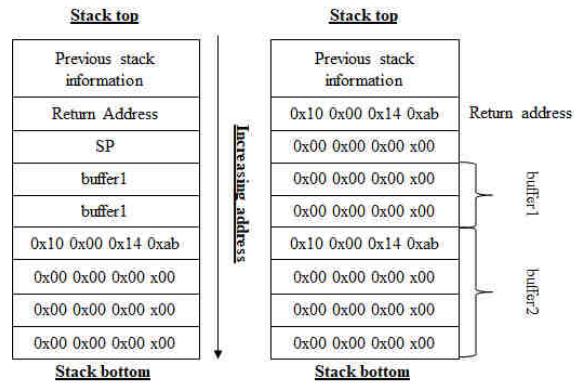 Stack top
Previous stack
information
Return Address
SP
buffer1
buffer1
0x10 0x00 0x14 0xab
0x00 0x00 0x00 x00
0x00 0x00 0x00 x00
0x00 0x00 0x00 x00
Stack bottom
Increasing address
Stack top
Previous stack
information
0x10 0x00 0x14 0xab
Return address
0x00 0x00 0x00 x00
0x00 0x00 0x00 x00
0x00 0x00 0x00 x00
buffer1
0x10 0x00 0x14 0xab
0x00 0x00 0x00 x00
0x00 0x00 0x00 x00
0x00 0x00 0x00 x00
buffer2
Stack bottom